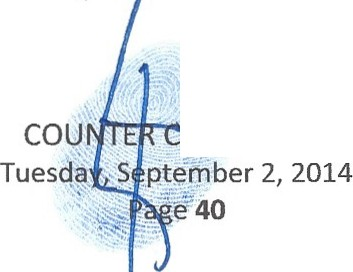 COUNTER C
Tuesday, September 2, 2014
Page 40